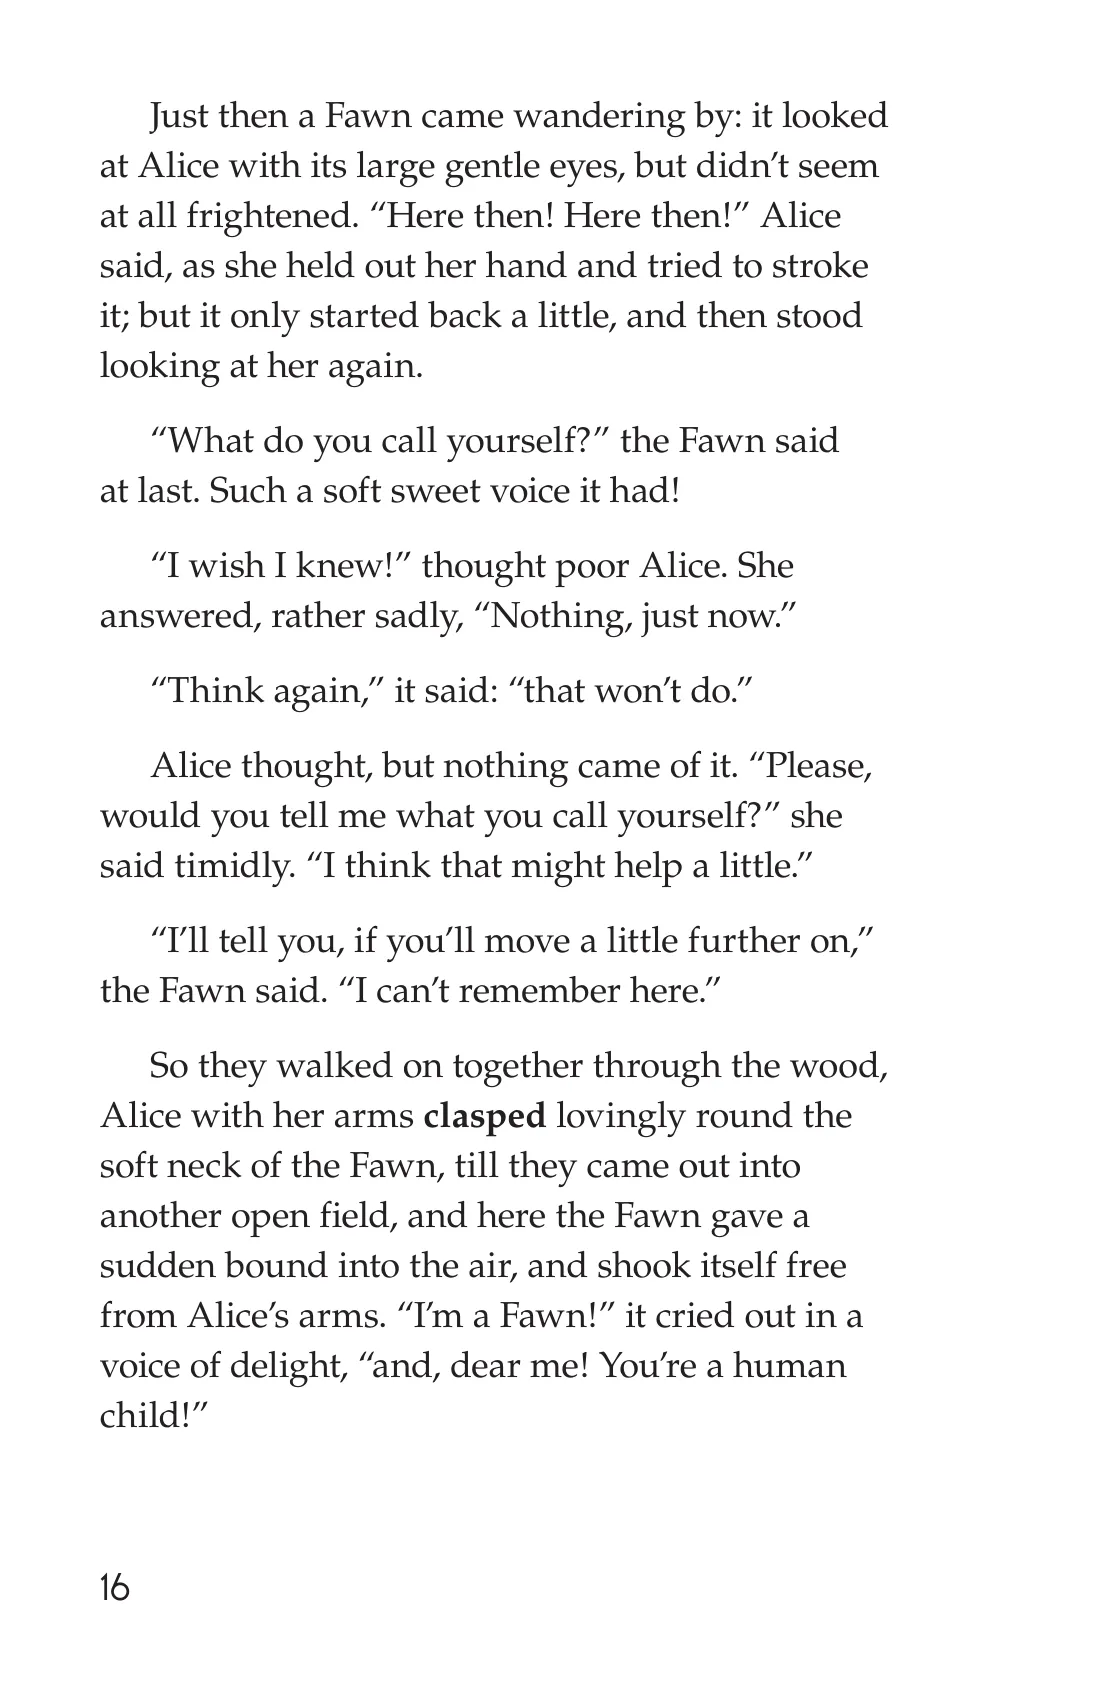 Just then a Fawn came wandering by: it looked
at Alice with its large gentle eyes, but didn’t seem
at all frightened. “Here then! Here then!” Alice
said, as she held out her hand and tried to stroke
it; but it only started back a little, and then stood
looking at her again.
“What do you call yourself?” the Fawn said
at last. Such a soft sweet voice it had!
“I wish I knew!” thought poor Alice. She
answered, rather sadly, “Nothing, just now.”
“Think again,” it said: “that won’t do.”
Alice thought, but nothing came of it. “Please,
would you tell me what you call yourself?” she
said timidly. “I think that might help a little.”
“I’ll tell you, if you’ll move a little further on,”
the Fawn said. “I can’t remember here.”
So they walked on together through the wood,
Alice with her arms clasped lovingly round the
soft neck of the Fawn, till they came out into
another open field, and here the Fawn gave a
sudden bound into the air, and shook itself free
from Alice’s arms. “I’m a Fawn!” it cried out in a
voice of delight, “and, dear me! You’re a human
child!”
16